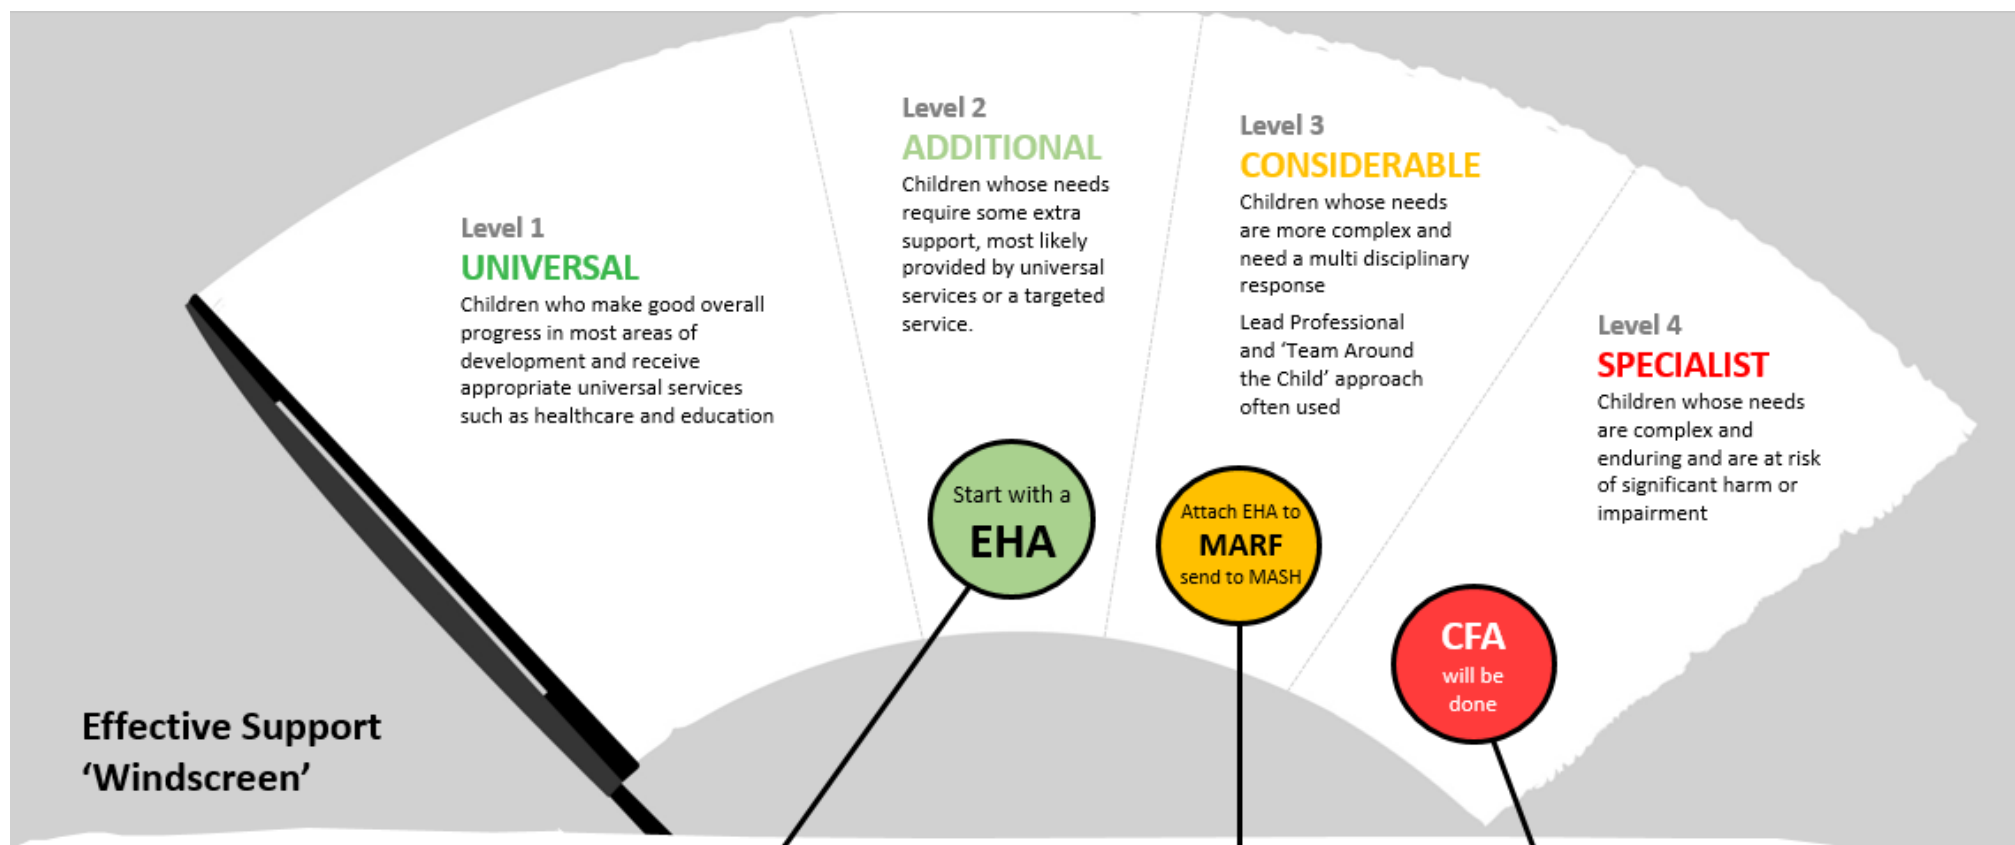 Level 1
UNIVERSAL
Children who make good overall
progress in most areas of
development and receive
appropriate universal services
such as healthcare and education
Level 2
ADDITIONAL
Children whose needs
require some extra
support, most likely
provided by universal
services or a targeted
service.
Start with a
EHA
Level 3
CONSIDERABLE
Children whose needs
are more complex and
need a multi disciplinary
response
Lead Professional
and ‘Team Around
the Child’ approach
often used
Attach EHA to
MARF
send to MASH
Level 4
SPECIALIST
Children whose needs
are complex and
enduring and are at risk
of significant harm or
impairment
CFA
will be
done
Effective Support
‘Windscreen’